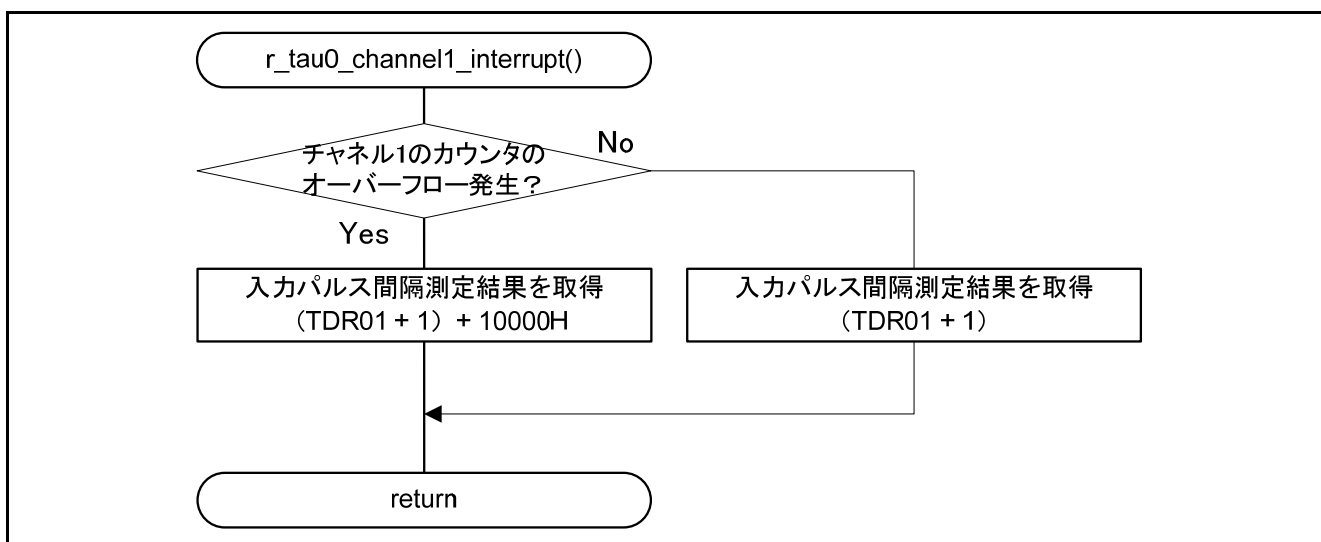 r_tau0_channel1_interrupt()
チャネル1のカウンタの
オーバーフロー発生？
No
Yes
入力パルス間隔測定結果を取得
（TDR01 + 1）+ 10000H
入力パルス間隔測定結果を取得
（TDR01 + 1）
return